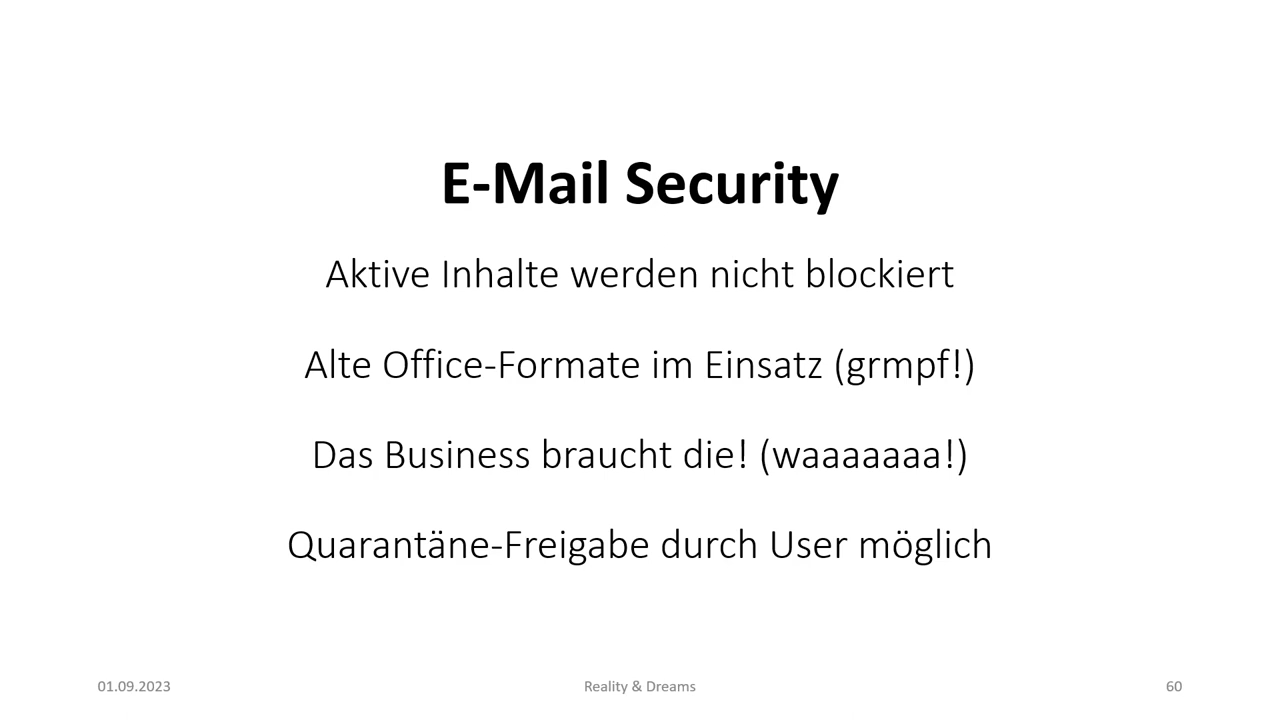 E-Mail Security
Aktive Inhalte werden nicht blockiert
Alte Office-Formate im Einsatz (grmpf!)
Das Business braucht die! (waaaaaaa!)
Quarantäne-Freigabe durch User möglich
01.09.2023
Reality & Dreams
60